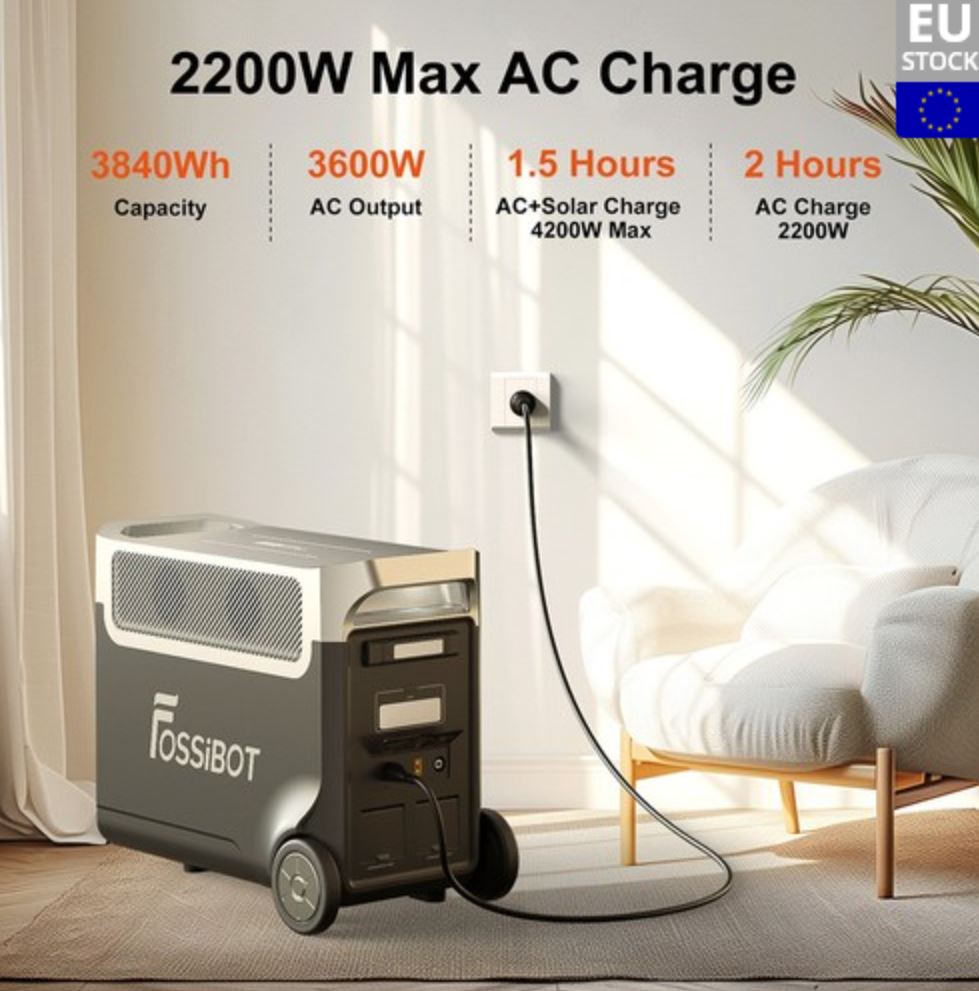 EU
STOCK
2200W Max AC Charge
3840Wh
Capacity
3600W
AC Output
1.5 Hours
AC+Solar Charge
4200W Max
2 Hours
AC Charge
2200W
FOSSiBOT